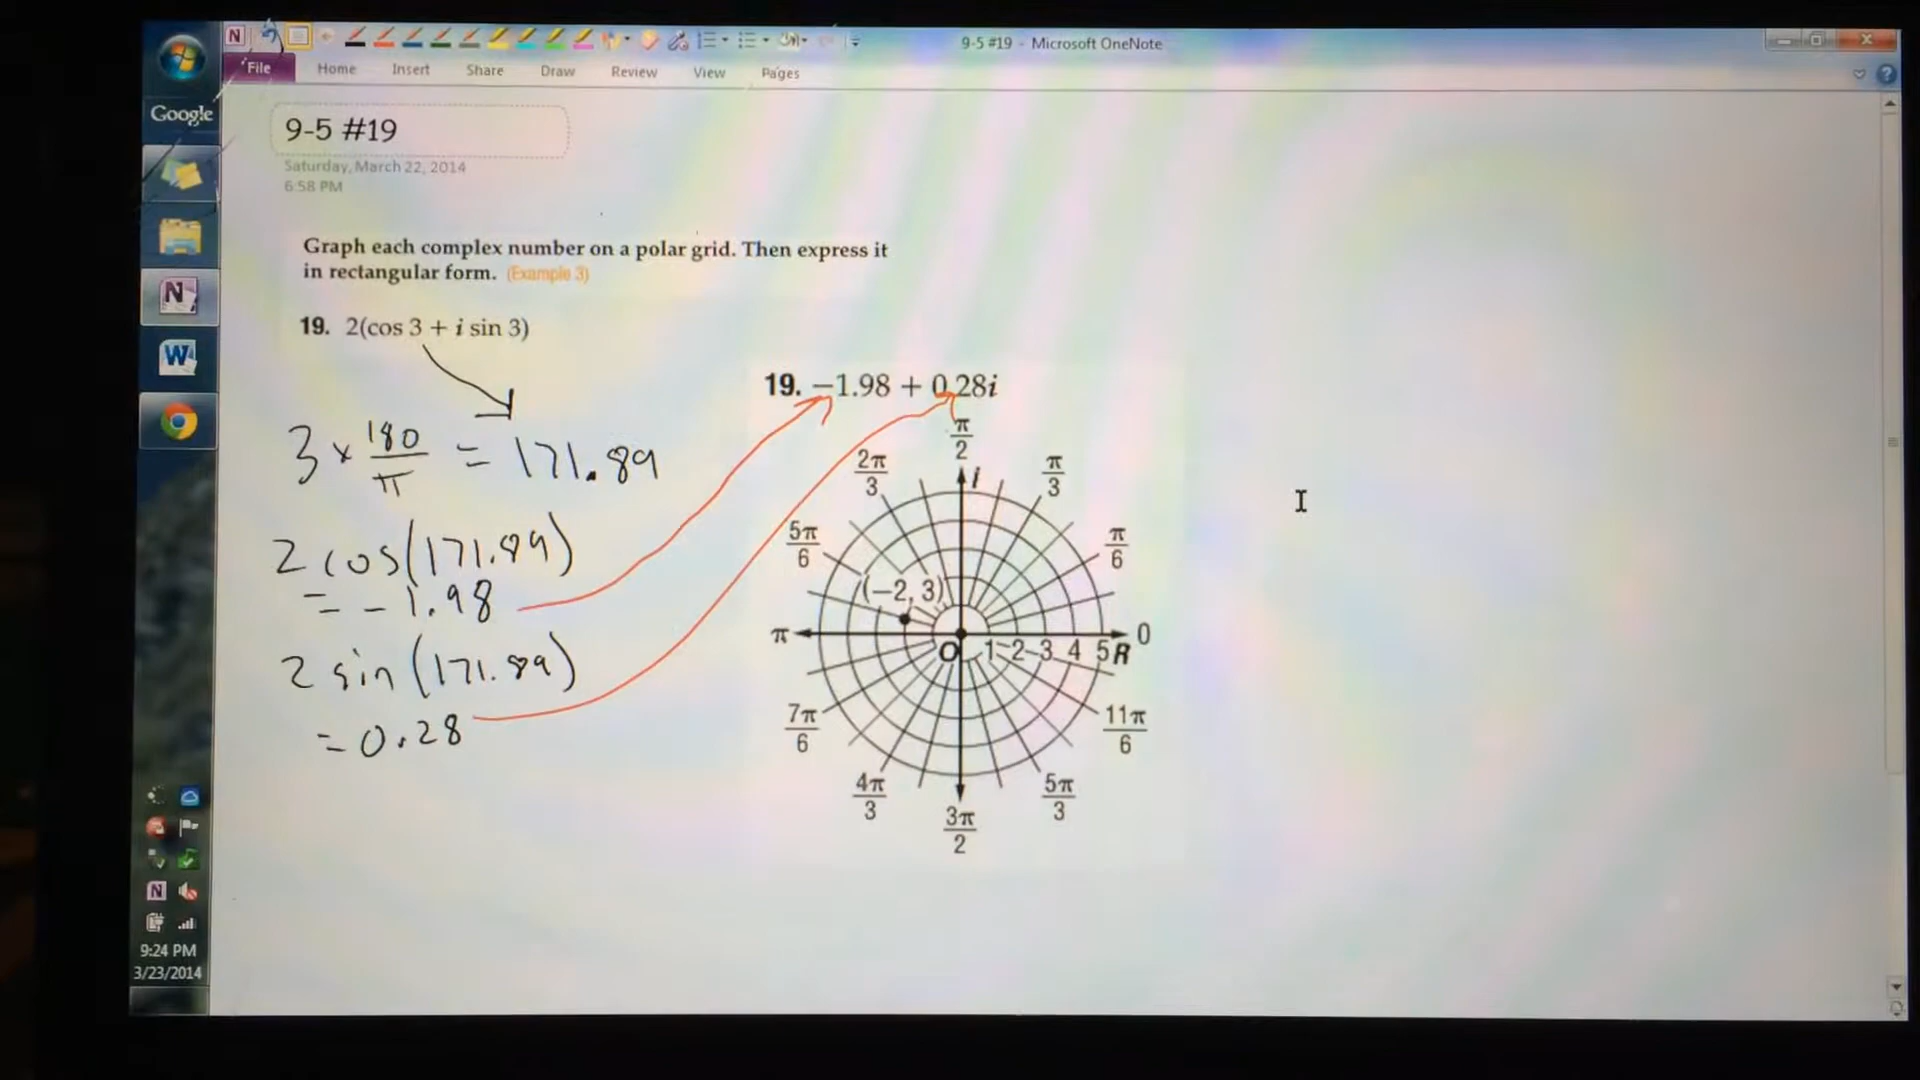 9-5 #19 - Microsoft OneNote
File Home Insert Share Draw Review View Pages
Google
9-5 #19
Saturday, March 22, 2014
6:58 PM
Graph each complex number on a polar grid. Then express it
in rectangular form. (Example 3)
19. 2(cos 3 + i sin 3)
3 × 180/π = 171.89
2 cos(171.89)
= -1.98
2 sin(171.89)
= 0.28
19. −1.98 + 0.28i
π/2
i
2π/3
π/3
5π/6
π/6
(−2, 3)
π
0
O 1 2 3 4 5 R
7π/6
11π/6
4π/3
5π/3
3π/2
9:24 PM
3/23/2014